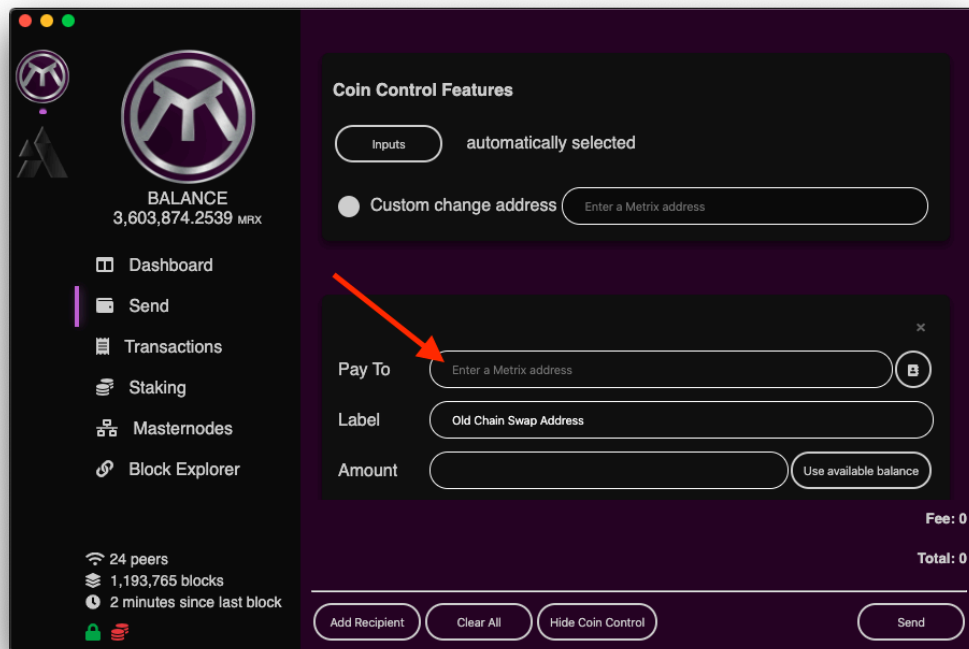 BALANCE
3,603,874.2539 MRX
Dashboard
Send
Transactions
Staking
Masternodes
Block Explorer
24 peers
1,193,765 blocks
2 minutes since last block
Coin Control Features
Inputs
automatically selected
Custom change address
Enter a Metrix address
Pay To
Enter a Metrix address
Label
Old Chain Swap Address
Amount
Use available balance
Fee: 0
Total: 0
Add Recipient
Clear All
Hide Coin Control
Send